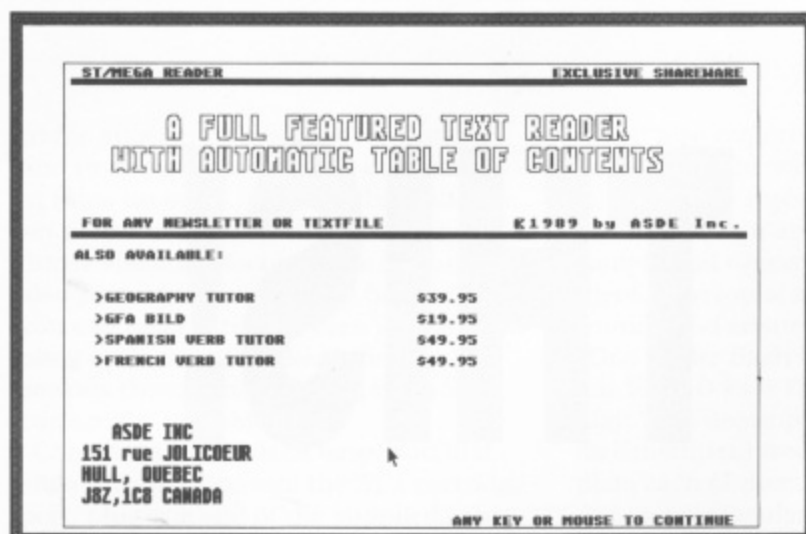 ST/MEGA READER EXCLUSIVE SHAREWARE
A FULL FEATURED TEXT READER
WITH AUTOMATIC TABLE OF CONTENTS
FOR ANY NEWSLETTER OR TEXTFILE K1989 by ASDE Inc.
ALSO AVAILABLE:
>GEOGRAPHY TUTOR $39.95
>GFA BILD $19.95
>SPANISH VERB TUTOR $49.95
>FRENCH VERB TUTOR $49.95
ASDE INC
151 rue JOLICOEUR
HULL, QUEBEC
J8Z,1C8 CANADA
ANY KEY OR MOUSE TO CONTINUE